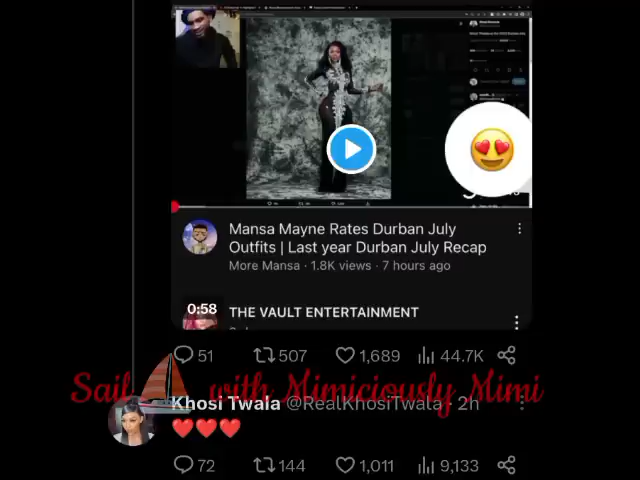 Mansa Mayne Rates Durban July
Outfits | Last year Durban July Recap
More Mansa · 1.8K views · 7 hours ago
0:58
THE VAULT ENTERTAINMENT
51 507 1,689 44.7K
Sail with Mimiciously Mimi
Khosi Twala @RealKhosiTwala · 2h
❤️❤️❤️
72 144 1,011 9,133